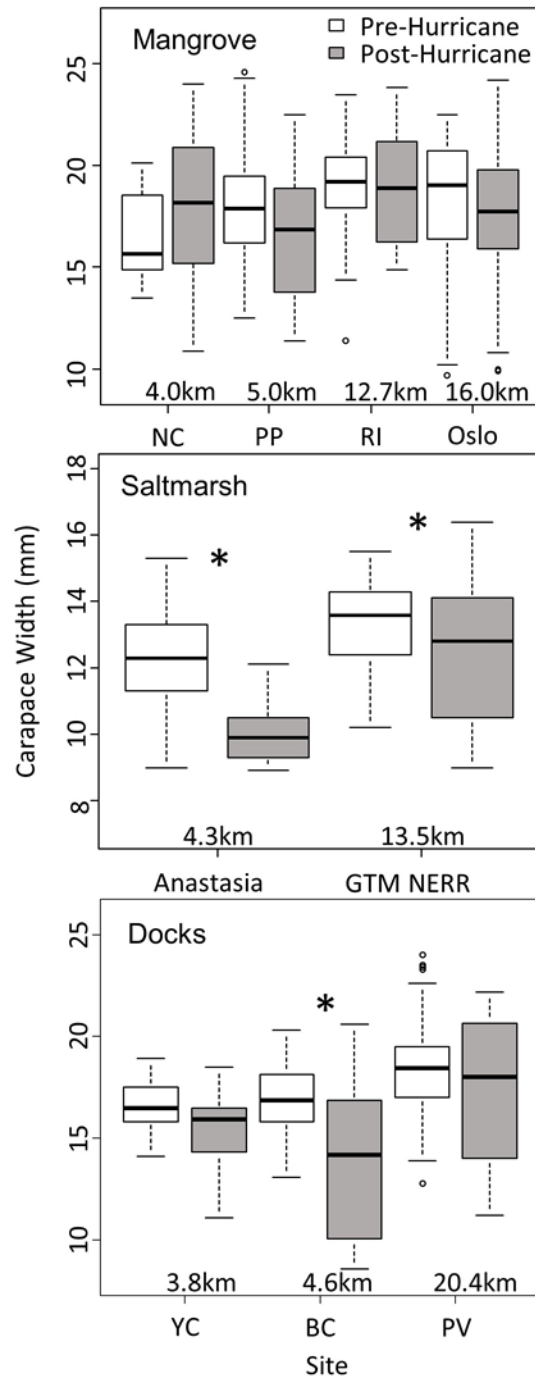 Mangrove
Pre-Hurricane
Post-Hurricane
25
20
15
10
4.0km 5.0km 12.7km 16.0km
NC PP RI Oslo
Carapace Width (mm)
Saltmarsh
18
16
14
12
10
8
*
*
4.3km 13.5km
Anastasia GTM NERR
Docks
25
20
15
10
*
3.8km 4.6km 20.4km
YC BC PV
Site